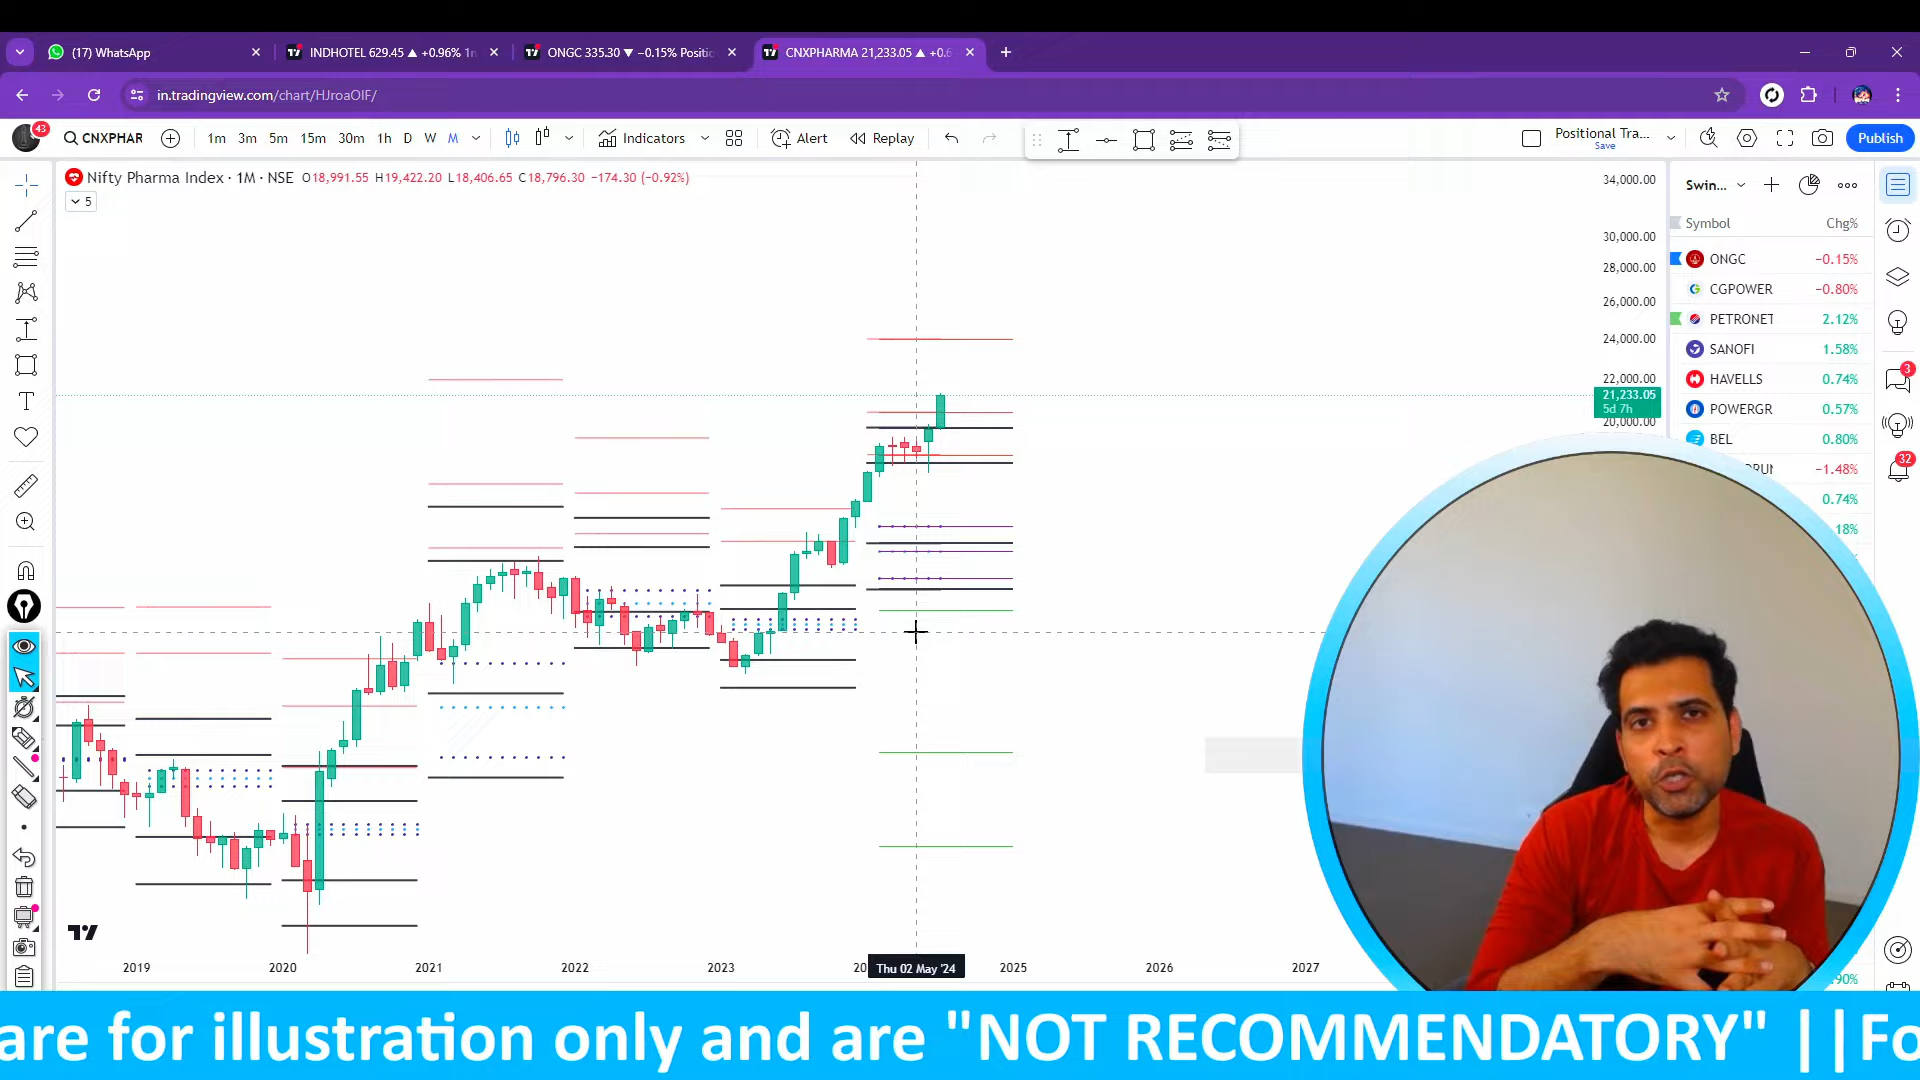 (17) WhatsApp
INDHOTEL 629.45 ▲ +0.96% 1
ONGC 335.30 ▼ −0.15% Positi
CNXPHARMA 21,233.05 ▲ +0.6
in.tradingview.com/chart/HJroaOIF/
43
CNXPHAR
1m 3m 5m 15m 30m 1h D W M
Indicators
Alert
Replay
Positional Tra...
Save
Publish
Nifty Pharma Index · 1M · NSE O18,991.55 H19,422.20 L18,406.65 C18,796.30 −174.30 (−0.92%)
5
34,000.00
30,000.00
28,000.00
26,000.00
24,000.00
22,000.00
21,233.05
5d 7h
20,000.00
Swin...
Symbol Chg%
ONGC −0.15%
CGPOWER −0.80%
PETRONET 2.12%
SANOFI 1.58%
HAVELLS 0.74%
POWERGR 0.57%
BEL 0.80%
−1.48%
0.74%
18%
.90%
3
32
2019 2020 2021 2022 2023 Thu 02 May '24 2025 2026 2027
are for illustration only and are "NOT RECOMMENDATORY" ||Fo